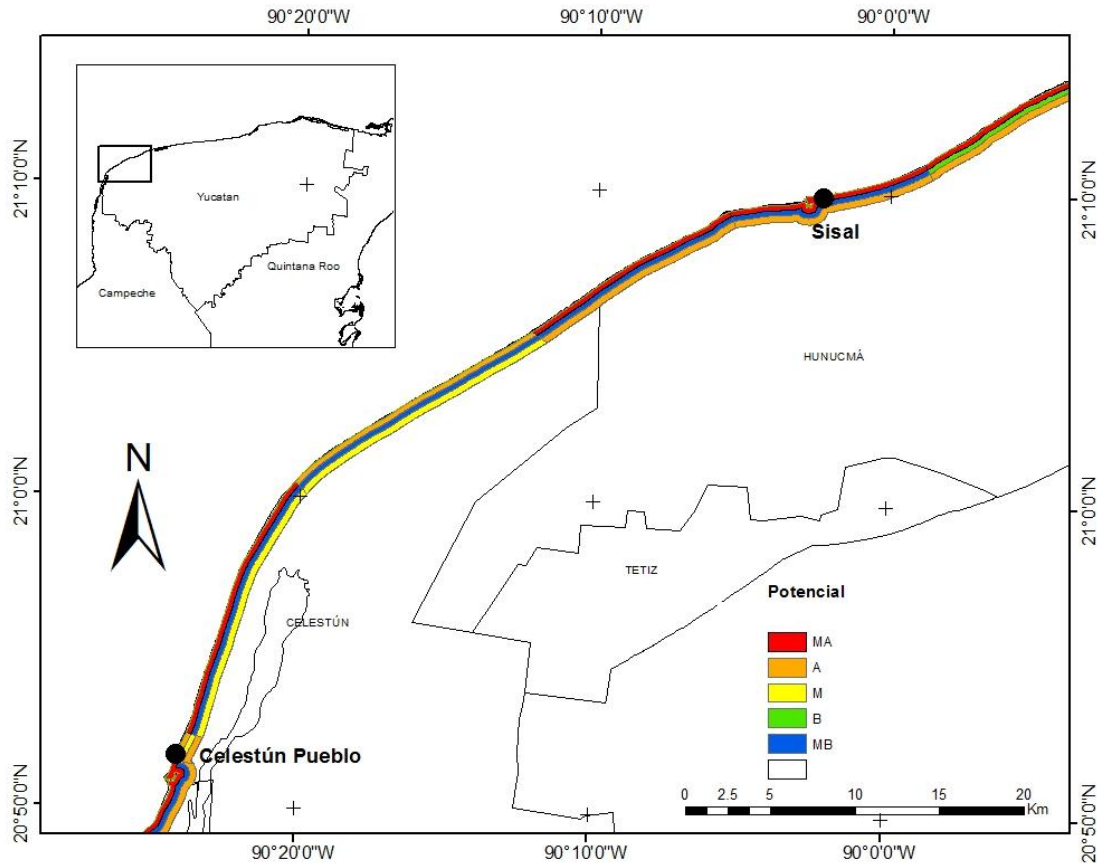 90°20'0"W 90°10'0"W 90°0'0"W
21°10'0"N
21°10'0"N
Yucatan
Quintana Roo
Campeche
Sisal
HUNUCMÁ
N
21°0'0"N
21°0'0"N
TETIZ
Potencial
CELESTÚN
MA
A
M
B
MB
Celestún Pueblo
0 2.5 5 10 15 20
Km
20°50'0"N
20°50'0"N
90°20'0"W 90°10'0"W 90°0'0"W